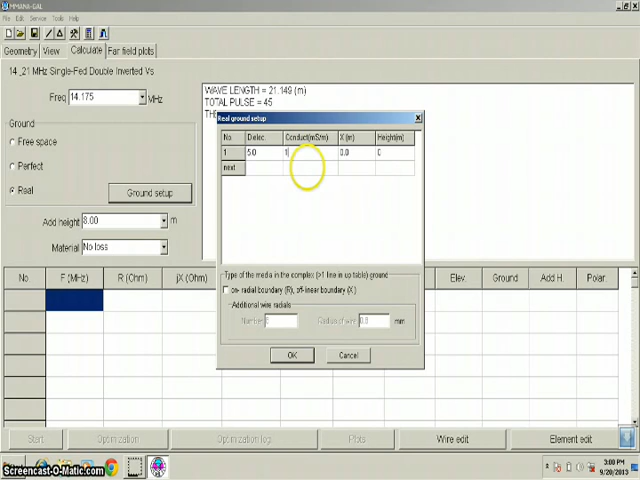 MMANA-GAL
File Edit Service Tools Help
Geometry View Calculate Far field plots
14_21 MHz Single-Fed Double Inverted Vs
Freq 14.175 MHz
Ground
Free space
Perfect
Real
Ground setup
Add height 8.00 m
Material No loss
WAVE LENGTH = 21.149 (m)
TOTAL PULSE = 45
Real ground setup
No Dielec. Conduct(mS/m) X (m) Height(m)
1 5.0 1 0.0 0
next
Type of the media in the complex (>1 line in up table) ground
on- radial boundary (R), off-linear boundary (X)
Additional wire radials
Number Radius of wire 0.8 mm
OK Cancel
No F (MHz) R (Ohm) jX (Ohm) Elev. Ground Add H. Polar.
Start Optimization Optimization log Plots Wire edit Element edit
Screencast-O-Matic.com
3:00 PM
9/20/2013